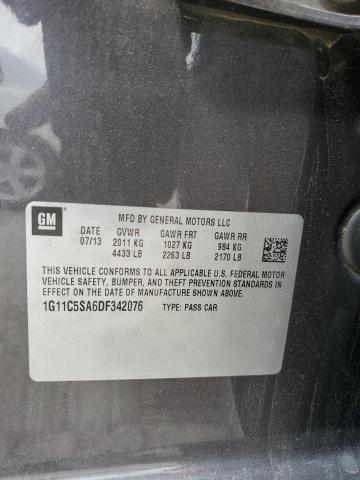 GM
MFD BY GENERAL MOTORS LLC
DATE GVWR GAWR FRT GAWR RR
07/13 2011 KG 1027 KG 984 KG
4433 LB 2263 LB 2170 LB
THIS VEHICLE CONFORMS TO ALL APPLICABLE U.S. FEDERAL MOTOR
VEHICLE SAFETY, BUMPER, AND THEFT PREVENTION STANDARDS IN
EFFECT ON THE DATE OF MANUFACTURE SHOWN ABOVE.
1G11C5SA6DF342076 TYPE: PASS CAR